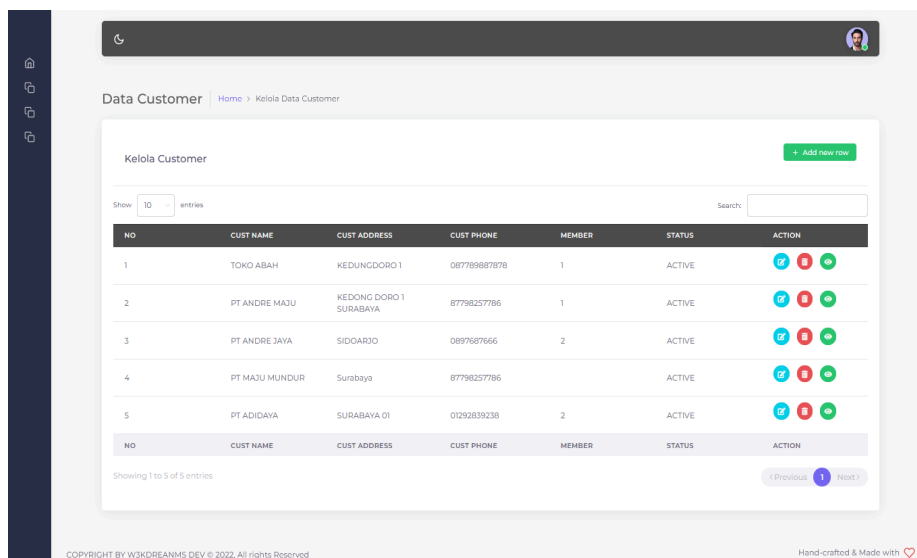 Data Customer Home > Kelola Data Customer
Kelola Customer
+ Add new row
Show 10 entries
Search:
NO CUST NAME CUST ADDRESS CUST PHONE MEMBER STATUS ACTION
1 TOKO ABAH KEDUNGDORO 1 087789887878 1 ACTIVE
2 PT ANDRE MAJU KEDONG DORO 1 SURABAYA 87798257786 1 ACTIVE
3 PT ANDRE JAYA SIDOARJO 0897687666 2 ACTIVE
4 PT MAJU MUNDUR Surabaya 87798257786 ACTIVE
5 PT ADIDAYA SURABAYA 01 01292839238 2 ACTIVE
NO CUST NAME CUST ADDRESS CUST PHONE MEMBER STATUS ACTION
Showing 1 to 5 of 5 entries
‹ Previous 1 Next ›
COPYRIGHT BY W3KDREANMS DEV © 2022, All rights Reserved
Hand-crafted & Made with